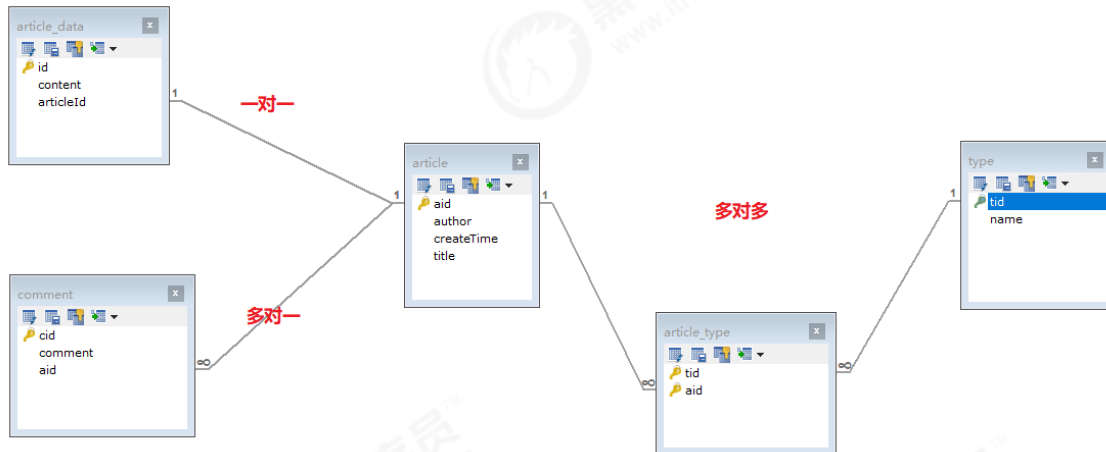 article_data
id
content
articleId
1
一对一
article
1
1
aid
author
createTime
title
多对多
type
1
tid
name
comment
cid
comment
aid
∞
多对一
article_type
∞
∞
tid
aid